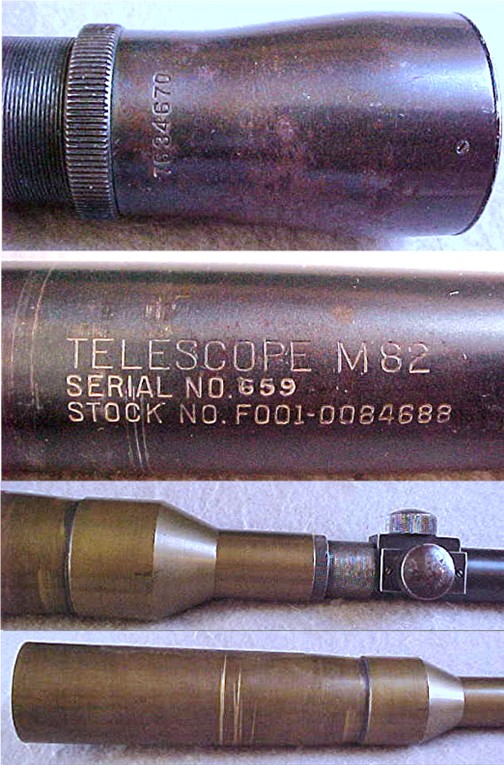 7634670
TELESCOPE M82
SERIAL NO. 659
STOCK NO. F001-0084688